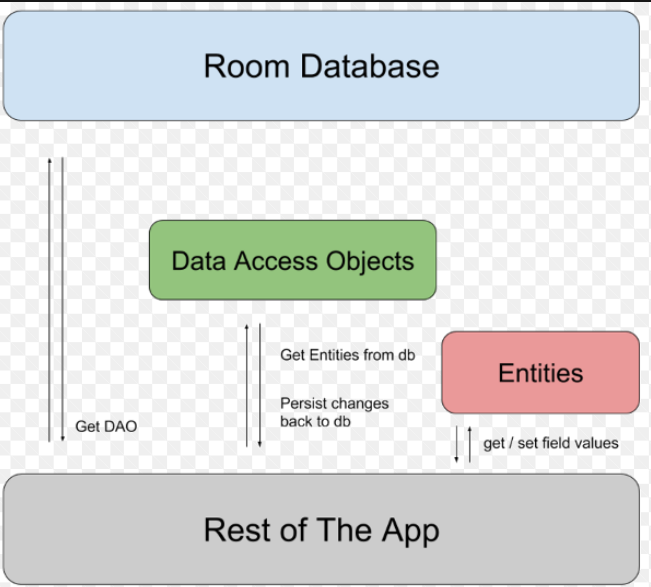 Room Database
Data Access Objects
Get Entities from db
Entities
Persist changes
back to db
Get DAO
get / set field values
Rest of The App